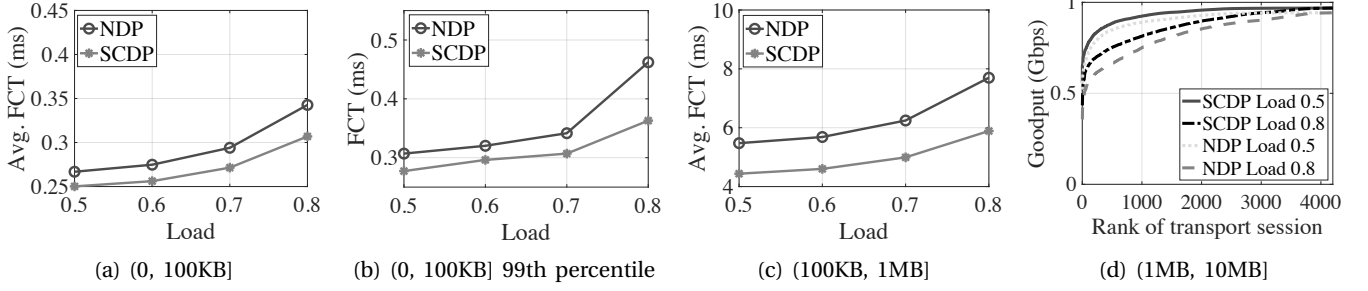 Avg. FCT (ms)
0.45
0.4
0.35
0.3
0.25
NDP
SCDP
0.5 0.6 0.7 0.8
Load
(a) (0, 100KB]
FCT (ms)
0.5
0.4
0.3
NDP
SCDP
0.5 0.6 0.7 0.8
Load
(b) (0, 100KB] 99th percentile
Avg. FCT (ms)
10
8
6
4
NDP
SCDP
0.5 0.6 0.7 0.8
Load
(c) (100KB, 1MB]
Goodput (Gbps)
1
0.5
1
SCDP Load 0.5
SCDP Load 0.8
NDP Load 0.5
NDP Load 0.8
0 1000 2000 3000 4000
Rank of transport session
(d) (1MB, 10MB]